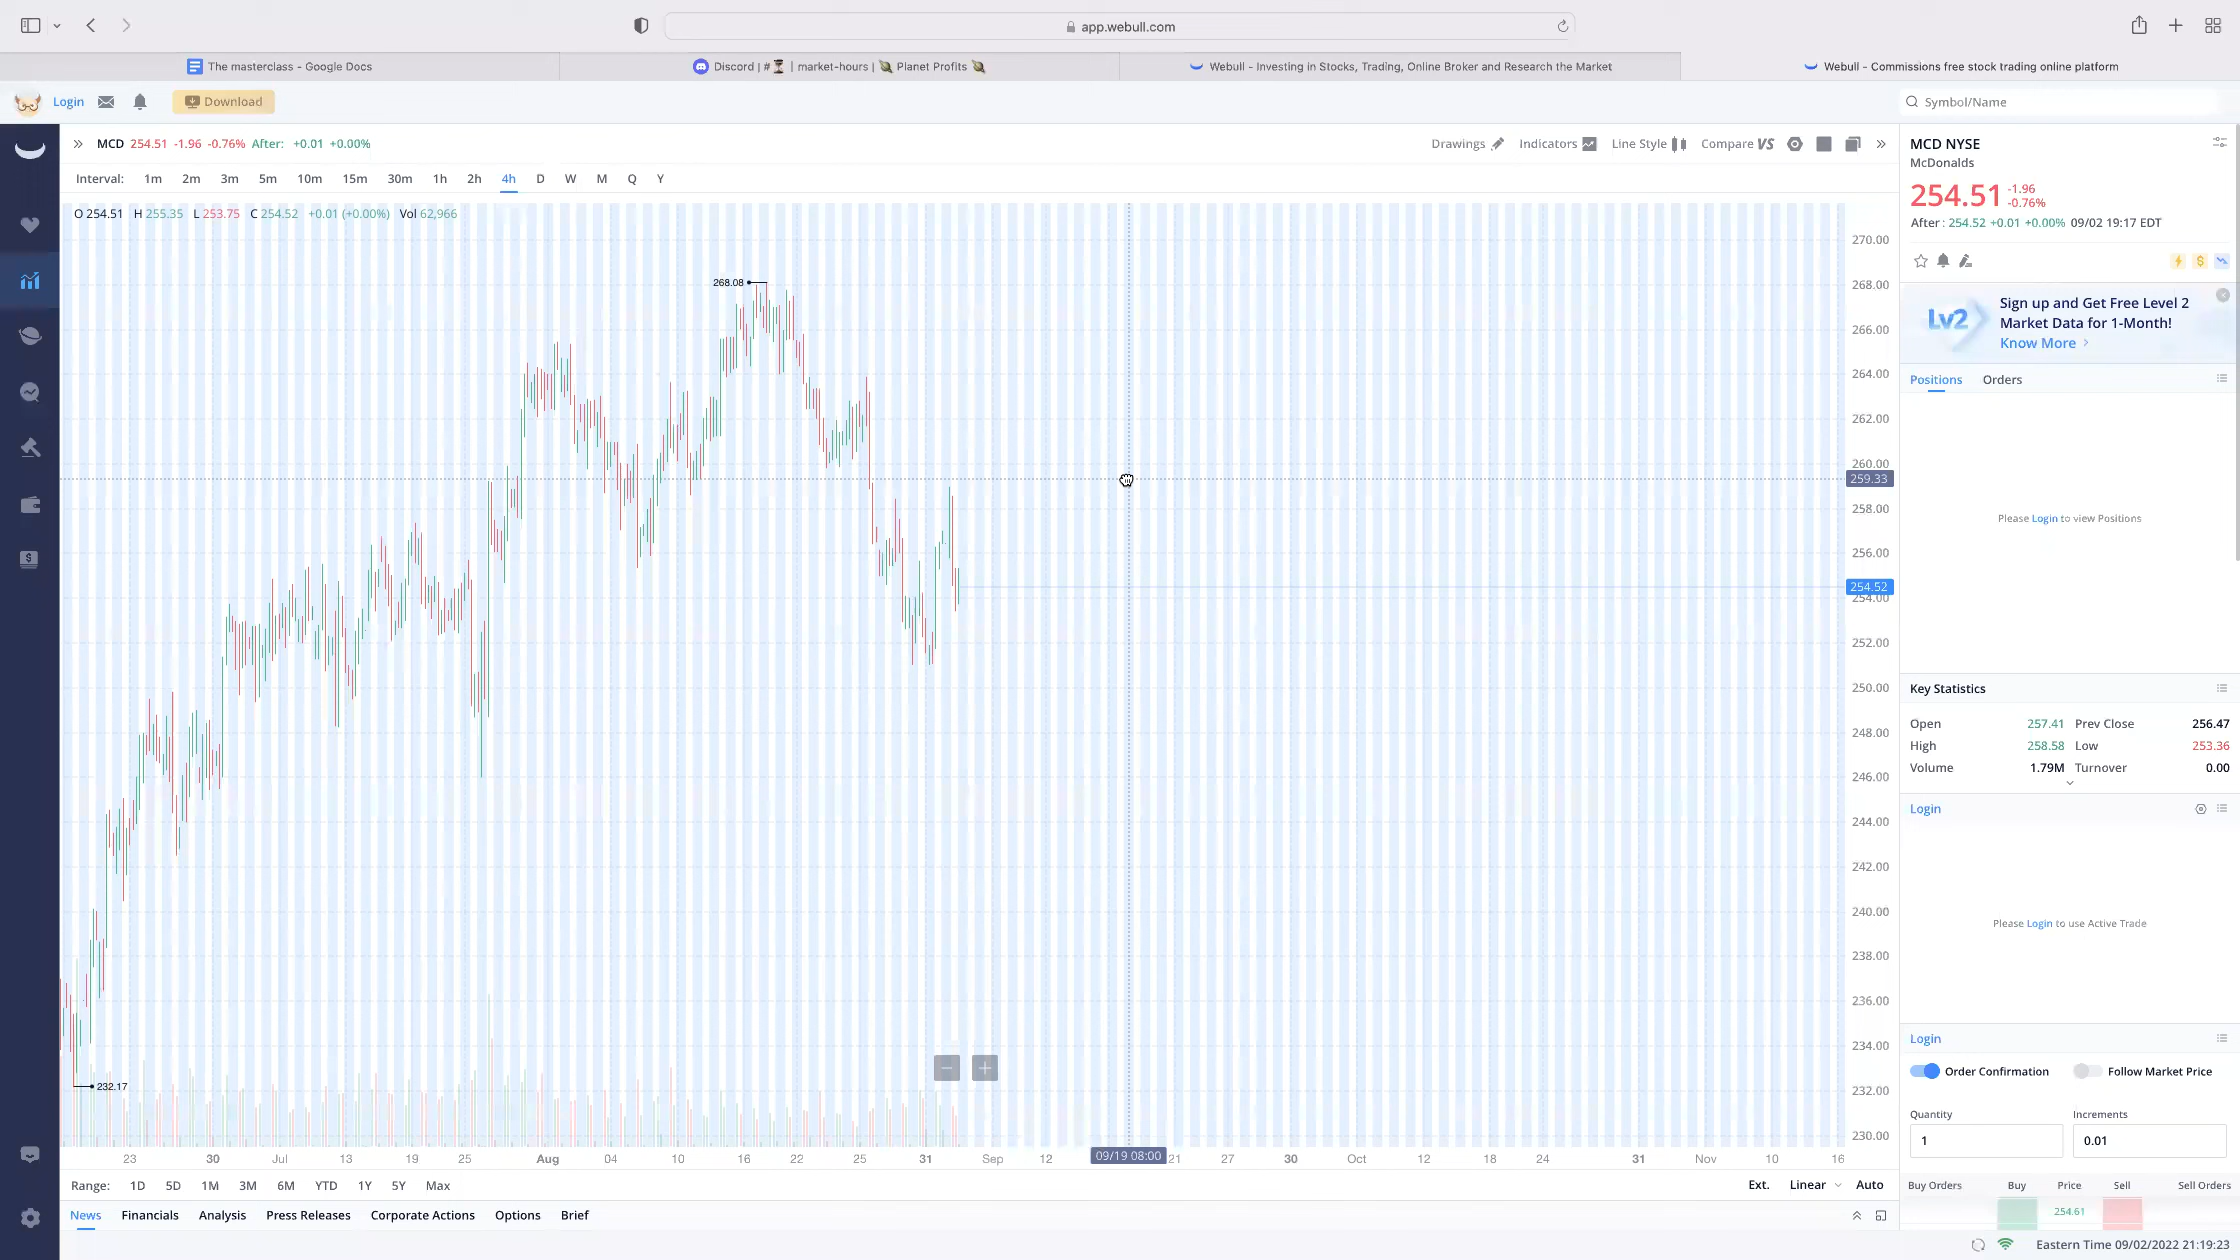 app.webull.com
The masterclass - Google Docs
Discord | #⏳ | market-hours | 🪐 Planet Profits 🪐
Webull - Investing in Stocks, Trading, Online Broker and Research the Market
Webull - Commissions free stock trading online platform
Login
Download
Symbol/Name
MCD 254.51 -1.96 -0.76% After: +0.01 +0.00%
Drawings Indicators Line Style Compare VS
Interval: 1m 2m 3m 5m 10m 15m 30m 1h 2h 4h D W M Q Y
O 254.51 H 255.35 L 253.75 C 254.52 +0.01 (+0.00%) Vol 62,966
270.00
268.00
266.00
264.00
262.00
260.00
259.33
258.00
256.00
254.52
254.00
252.00
250.00
248.00
246.00
244.00
242.00
240.00
238.00
236.00
234.00
232.00
230.00
268.08
232.17
23 30 Jul 13 19 25 Aug 04 10 16 22 25 31 Sep 12 09/19 08:00 21 27 30 Oct 12 18 24 31 Nov 10 16
Range: 1D 5D 1M 3M 6M YTD 1Y 5Y Max
Ext. Linear Auto
News Financials Analysis Press Releases Corporate Actions Options Brief
MCD NYSE
McDonalds
254.51 -1.96
-0.76%
After : 254.52 +0.01 +0.00% 09/02 19:17 EDT
Lv2
Sign up and Get Free Level 2
Market Data for 1-Month!
Know More
Positions Orders
Please Login to view Positions
Key Statistics
Open 257.41 Prev Close 256.47
High 258.58 Low 253.36
Volume 1.79M Turnover 0.00
Login
Please Login to use Active Trade
Login
Order Confirmation Follow Market Price
Quantity Increments
1 0.01
Buy Orders Buy Price Sell Sell Orders
254.61
Eastern Time 09/02/2022 21:19:23